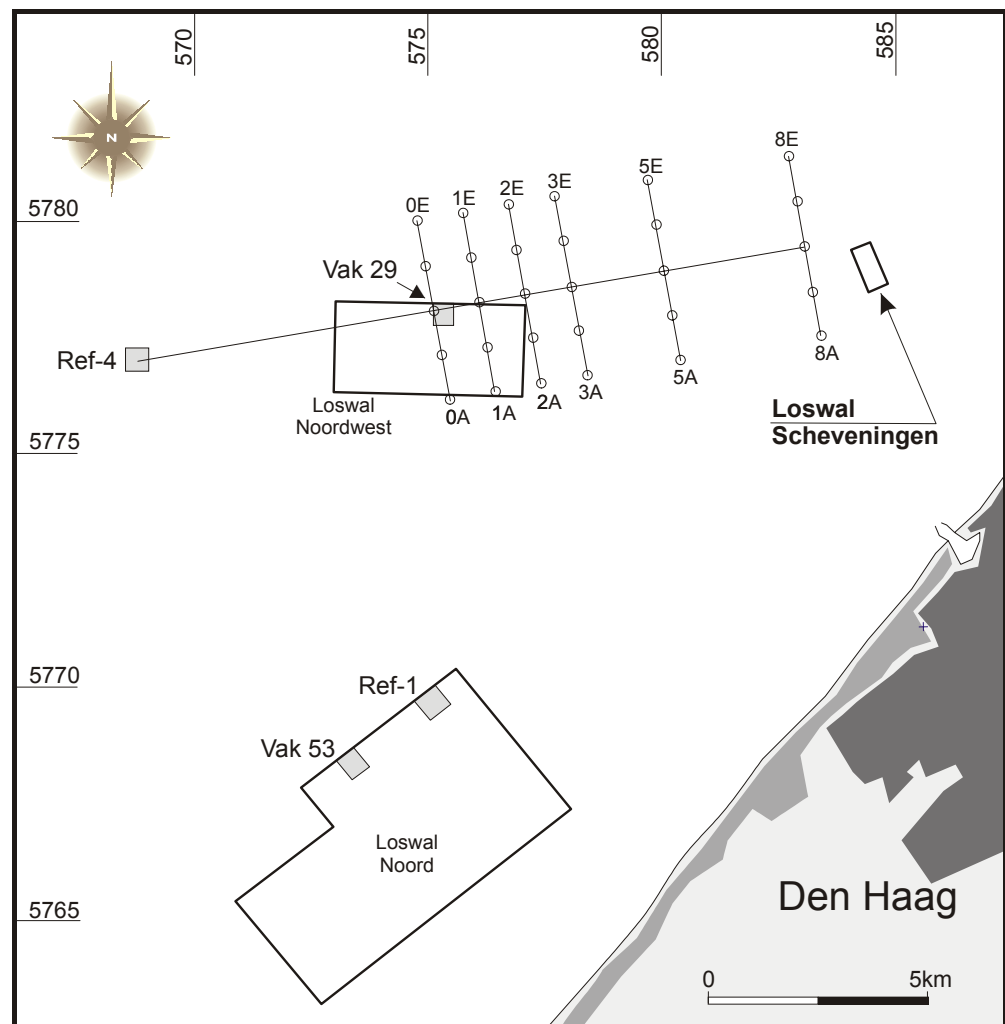 570
575
580
585
N
8E
5E
3E
2E
1E
0E
5780
Vak 29
Ref-4
8A
5A
3A
2A
1A
0A
Loswal
Noordwest
Loswal
Scheveningen
5775
5770
Ref-1
Vak 53
Loswal
Noord
Den Haag
5765
0 5km